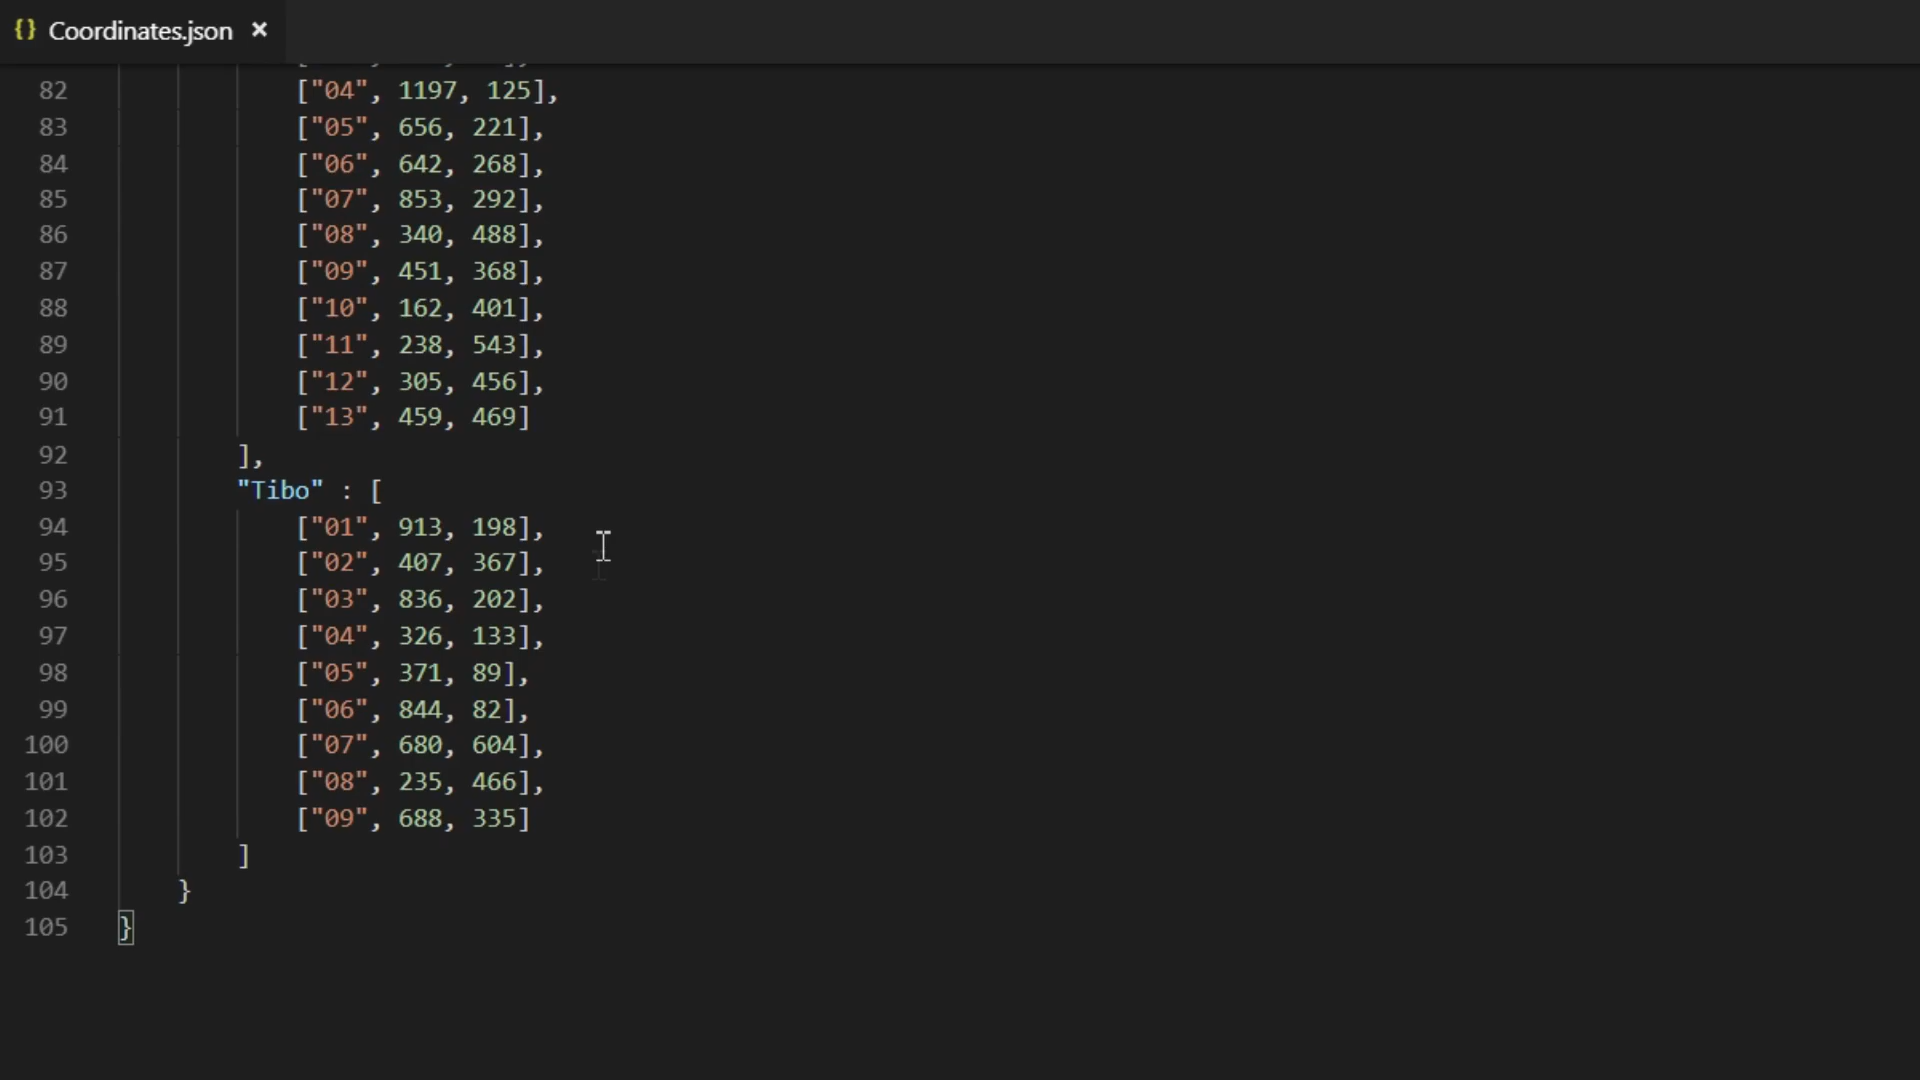 {} Coordinates.json ×
82 ["04", 1197, 125],
83 ["05", 656, 221],
84 ["06", 642, 268],
85 ["07", 853, 292],
86 ["08", 340, 488],
87 ["09", 451, 368],
88 ["10", 162, 401],
89 ["11", 238, 543],
90 ["12", 305, 456],
91 ["13", 459, 469]
92 ],
93 "Tibo" : [
94 ["01", 913, 198],
95 ["02", 407, 367],
96 ["03", 836, 202],
97 ["04", 326, 133],
98 ["05", 371, 89],
99 ["06", 844, 82],
100 ["07", 680, 604],
101 ["08", 235, 466],
102 ["09", 688, 335]
103 ]
104 }
105 }